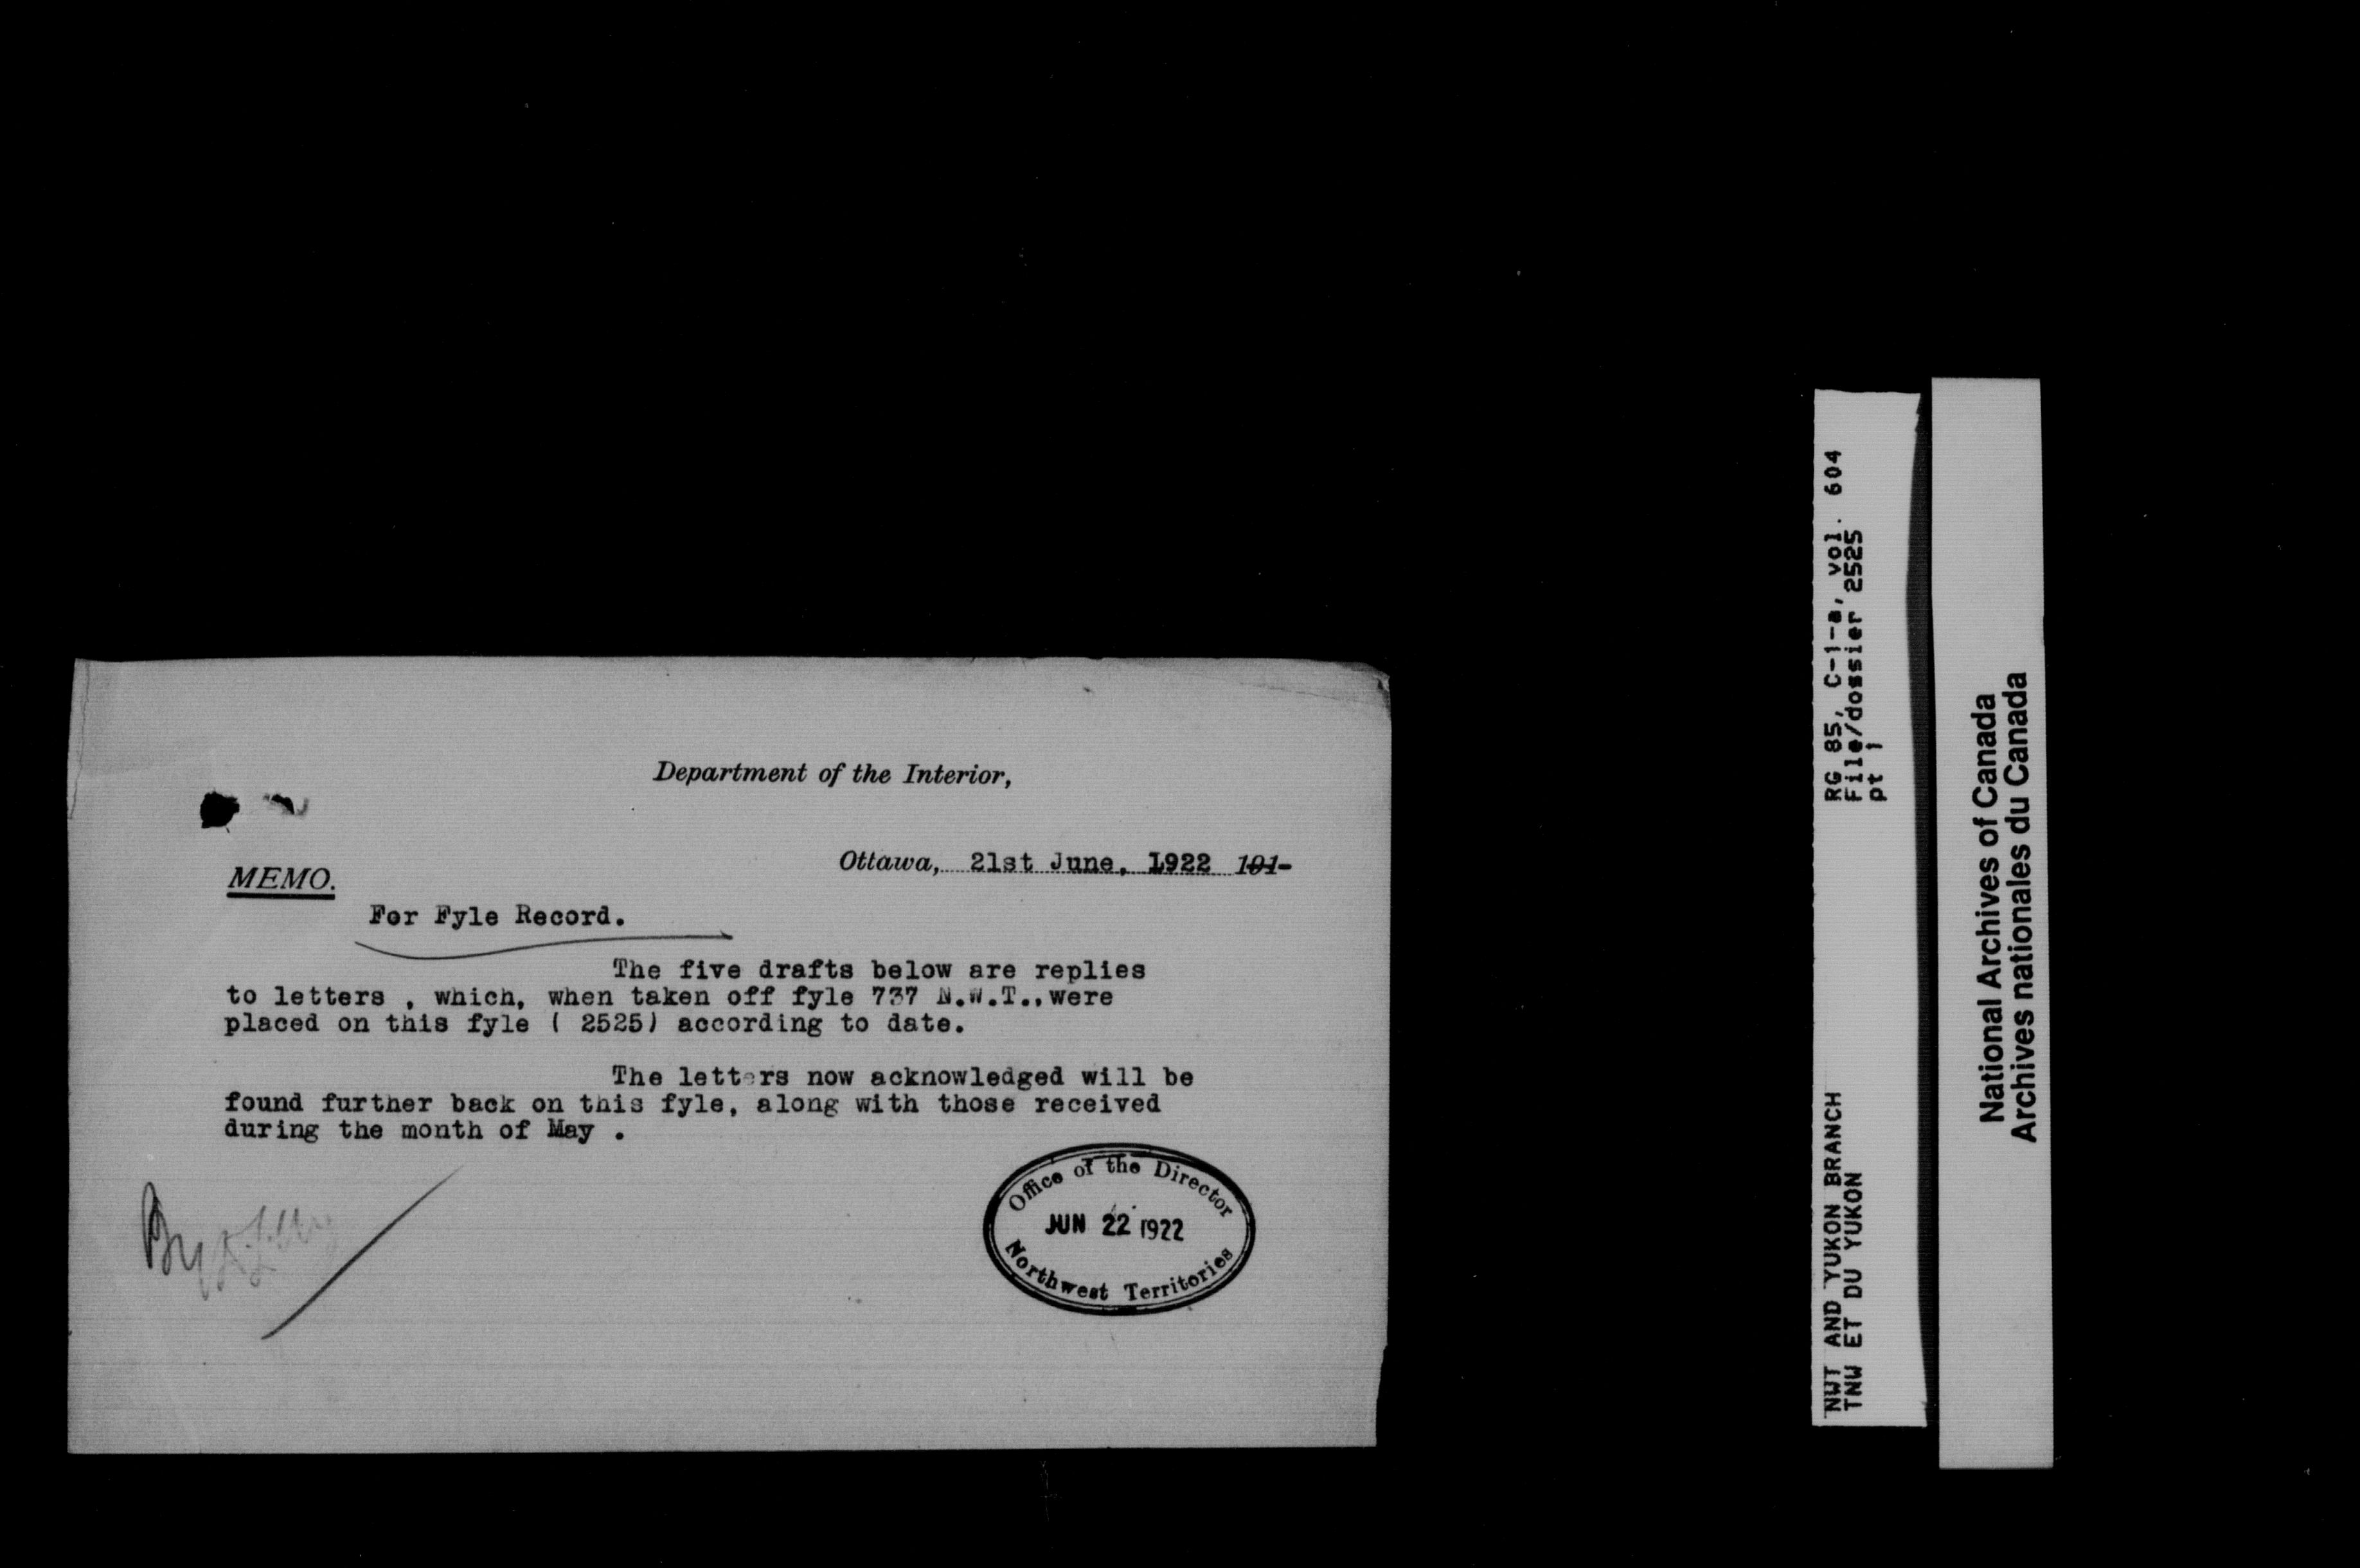 Department of the Interior,
Ottawa, 21st June, 1922 191-
MEMO.
For Fyle Record.
The five drafts below are replies
to letters , which, when taken off fyle 737 N.W.T., were
placed on this fyle ( 2525) according to date.
The letters now acknowledged will be
found further back on this fyle, along with those received
during the month of May .
By
Office of the Director
JUN 22 1922
Northwest Territories
RG 85, C-1-a, vol. 604
File/dossier 2525
pt 1
NWT AND YUKON BRANCH
TNW ET DU YUKON
National Archives of Canada
Archives nationales du Canada